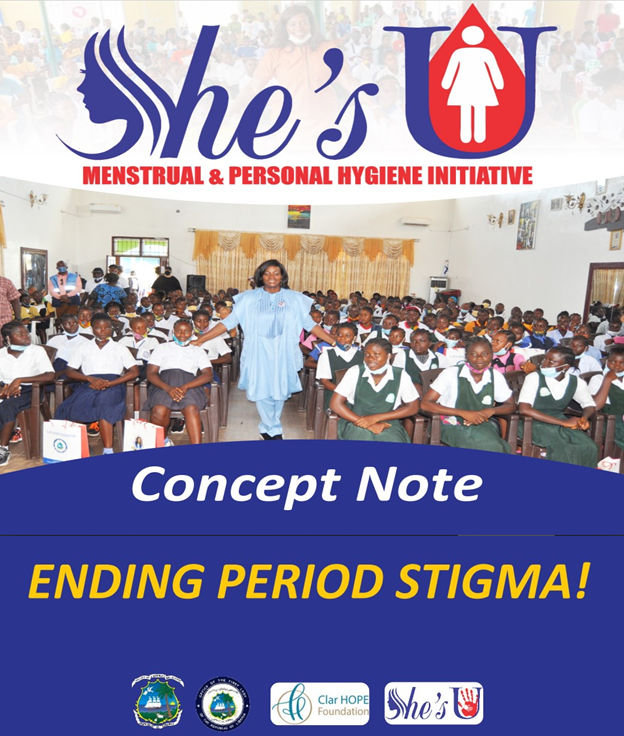 She's U
MENSTRUAL & PERSONAL HYGIENE INITIATIVE
Concept Note
ENDING PERIOD STIGMA!
Clar HOPE
Foundation
She's U